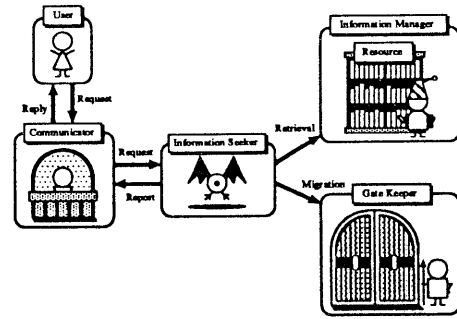 User
Information Manager
Resource
Reply
Request
Communicator
Request
Information Seeker
Retrieval
Report
Migration
Gate Keeper